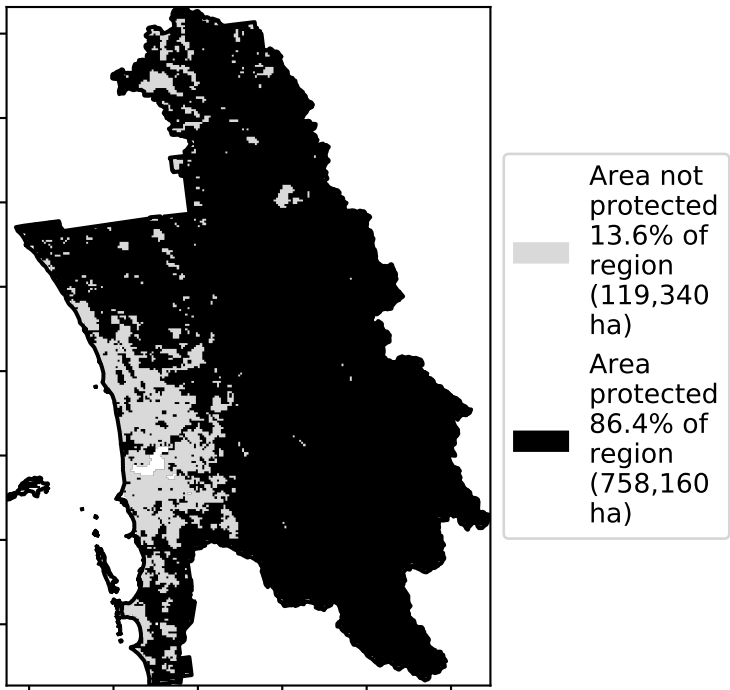 Area not
protected
13.6% of
region
(119,340
ha)
Area
protected
86.4% of
region
(758,160
ha)